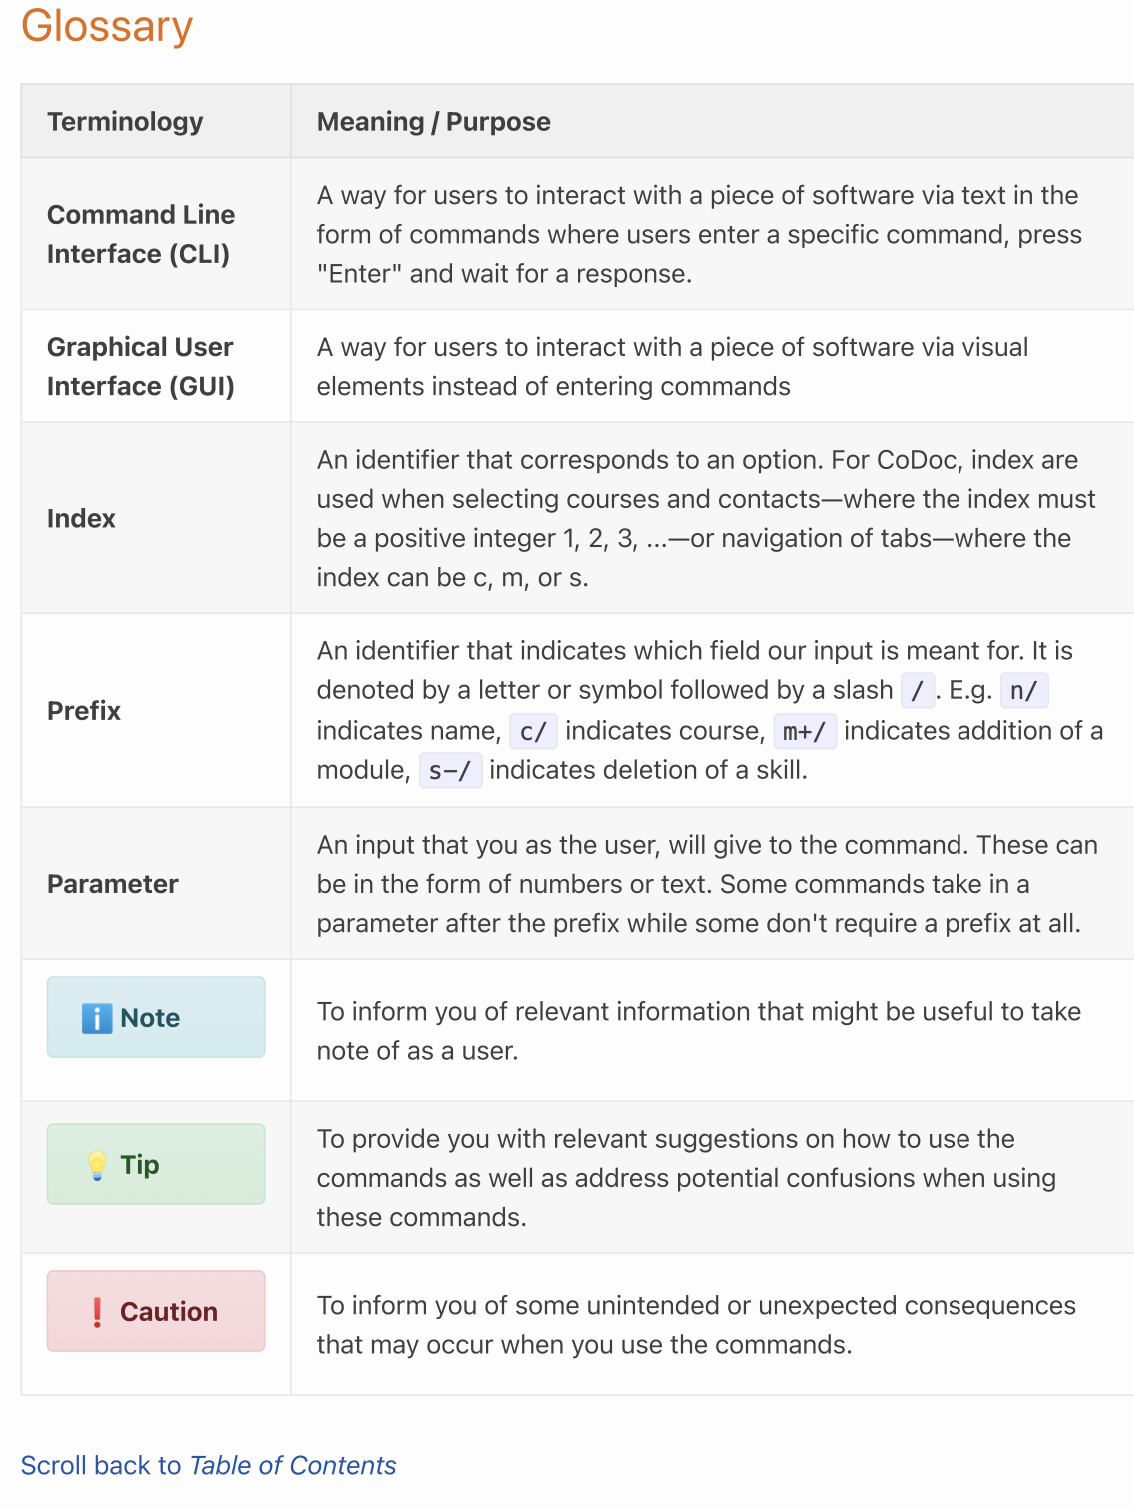 Glossary
Terminology
Meaning / Purpose
Command Line
Interface (CLI)
A way for users to interact with a piece of software via text in the
form of commands where users enter a specific command, press
"Enter" and wait for a response.
Graphical User
Interface (GUI)
A way for users to interact with a piece of software via visual
elements instead of entering commands
Index
An identifier that corresponds to an option. For CoDoc, index are
used when selecting courses and contacts—where the index must
be a positive integer 1, 2, 3, ...—or navigation of tabs—where the
index can be c, m, or s.
Prefix
An identifier that indicates which field our input is meant for. It is
denoted by a letter or symbol followed by a slash / . E.g. n/
indicates name, c/ indicates course, m+/ indicates addition of a
module, s-/ indicates deletion of a skill.
Parameter
An input that you as the user, will give to the command. These can
be in the form of numbers or text. Some commands take in a
parameter after the prefix while some don't require a prefix at all.
ℹ️ Note
To inform you of relevant information that might be useful to take
note of as a user.
💡 Tip
To provide you with relevant suggestions on how to use the
commands as well as address potential confusions when using
these commands.
❗ Caution
To inform you of some unintended or unexpected consequences
that may occur when you use the commands.
Scroll back to Table of Contents